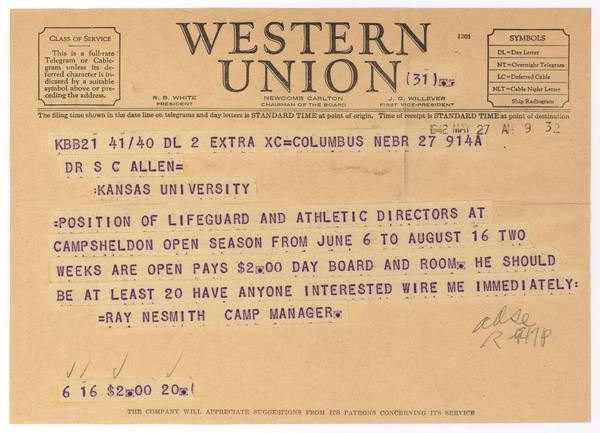 CLASS OF SERVICE
This is a full-rate
Telegram or Cable-
gram unless its de-
ferred character is in-
dicated by a suitable
symbol above or pre-
ceding the address.
WESTERN
UNION
(31)
1201
SYMBOLS
DL=Day Letter
NT=Overnight Telegram
LC=Deferred Cable
NLT=Cable Night Letter
Ship Radiogram
R. B. WHITE
PRESIDENT
NEWCOMB CARLTON
CHAIRMAN OF THE BOARD
J. C. WILLEVER
FIRST VICE-PRESIDENT
The filing time shown in the date line on telegrams and day letters is STANDARD TIME at point of origin. Time of receipt is STANDARD TIME at point of destination
1942 MAY 27 AM 9 32
KBB21 41/40 DL 2 EXTRA XC=COLUMBUS NEBR 27 914A
DR S C ALLEN=
:KANSAS UNIVERSITY
=POSITION OF LIFEGUARD AND ATHLETIC DIRECTORS AT
CAMPSHELDON OPEN SEASON FROM JUNE 6 TO AUGUST 16 TWO
WEEKS ARE OPEN PAYS $2.00 DAY BOARD AND ROOM. HE SHOULD
BE AT LEAST 20 HAVE ANYONE INTERESTED WIRE ME IMMEDIATELY:
=RAY NESMITH CAMP MANAGER.
6 16 $2.00 20.(
THE COMPANY WILL APPRECIATE SUGGESTIONS FROM ITS PATRONS CONCERNING ITS SERVICE